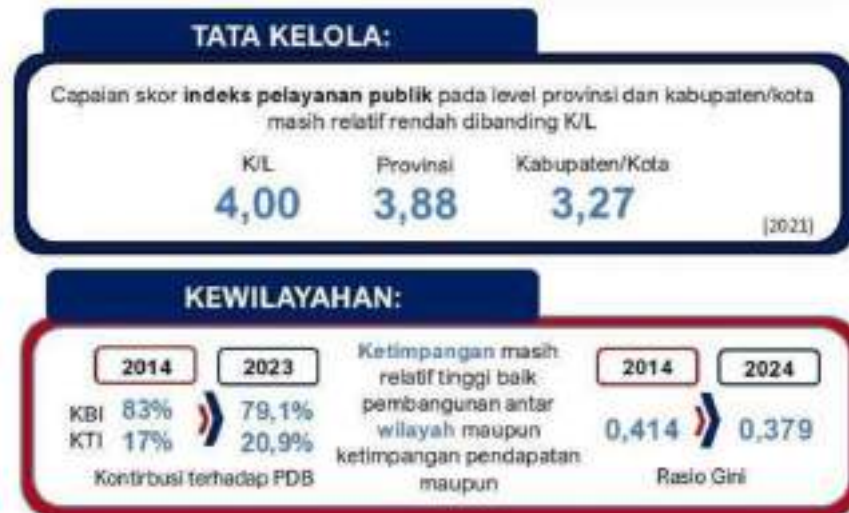 TATA KELOLA:
Capaian skor indeks pelayanan publik pada level provinsi dan kabupaten/kota
masih relatif rendah dibanding K/L
K/L Provinsi Kabupaten/Kota
4,00 3,88 3,27
(2021)
KEWILAYAHAN:
2014 2023
KBI 83% 79,1%
KTI 17% 20,9%
Kontirbusi terhadap PDB
Ketimpangan masih
relatif tinggi baik
pembangunan antar
wilayah maupun
ketimpangan pendapatan
maupun
2014 2024
0,414 0,379
Rasio Gini